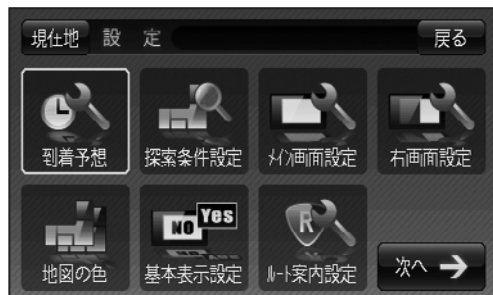 現在地 設 定 戻る
到着予想 探索条件設定 ﾒｲﾝ画面設定 右画面設定
NO Yes R
地図の色 基本表示設定 ﾙｰﾄ案内設定 次へ